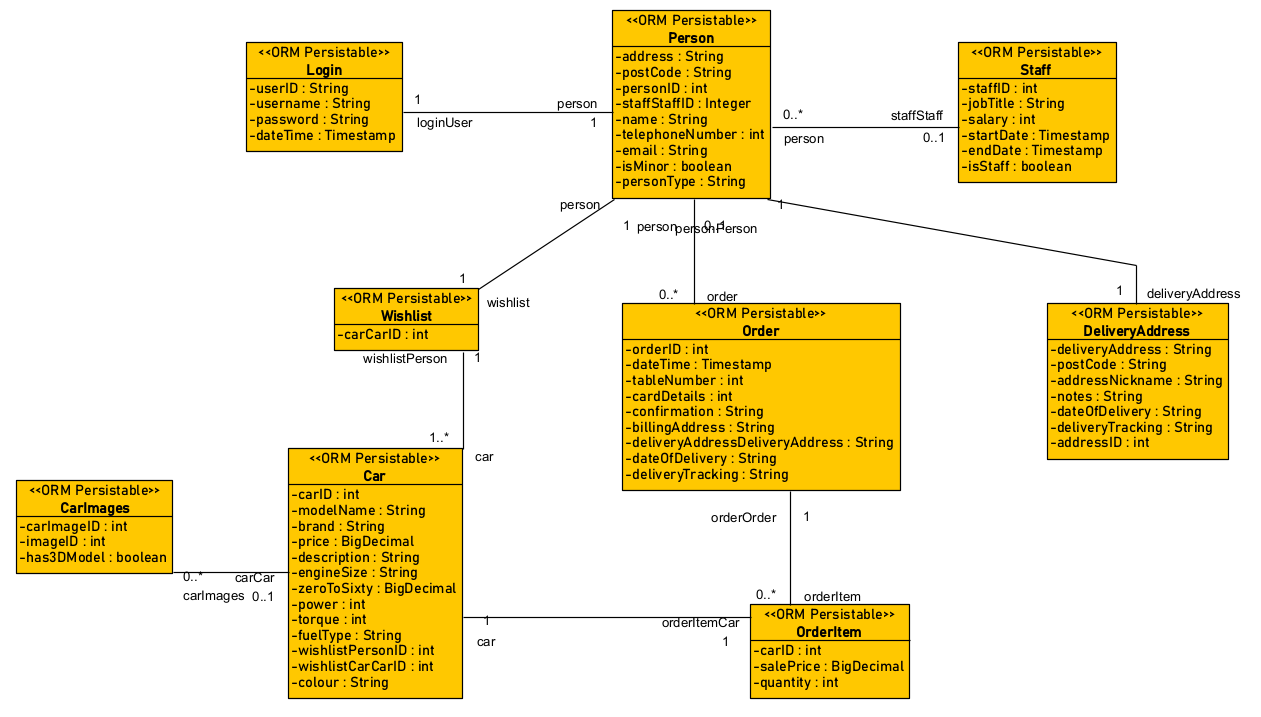 <<ORM Persistable>>
Person
-address : String
-postCode : String
-personID : int
-staffStaffID : Integer
-name : String
-telephoneNumber : int
-email : String
-isMinor : boolean
-personType : String
<<ORM Persistable>>
Login
-userID : String
-username : String
-password : String
-dateTime : Timestamp
1
loginUser
person
1
<<ORM Persistable>>
Staff
-staffID : int
-jobTitle : String
-salary : int
-startDate : Timestamp
-endDate : Timestamp
-isStaff : boolean
0..*
person
staffStaff
0..1
person
1
wishlist
1 person
personPerson
0..1
1
1
deliveryAddress
0..*
order
<<ORM Persistable>>
Wishlist
-carCarID : int
wishlistPerson
1
<<ORM Persistable>>
Order
-orderID : int
-dateTime : Timestamp
-tableNumber : int
-cardDetails : int
-confirmation : String
-billingAddress : String
-deliveryAddressDeliveryAddress : String
-dateOfDelivery : String
-deliveryTracking : String
<<ORM Persistable>>
DeliveryAddress
-deliveryAddress : String
-postCode : String
-addressNickname : String
-notes : String
-dateOfDelivery : String
-deliveryTracking : String
-addressID : int
1..*
car
<<ORM Persistable>>
Car
-carID : int
-modelName : String
-brand : String
-price : BigDecimal
-description : String
-engineSize : String
-zeroToSixty : BigDecimal
-power : int
-torque : int
-fuelType : String
-wishlistPersonID : int
-wishlistCarCarID : int
-colour : String
<<ORM Persistable>>
CarImages
-carImageID : int
-imageID : int
-has3DModel : boolean
0..*
carImages
carCar
0..1
orderOrder
1
0..*
orderItem
1
car
orderItemCar
1
<<ORM Persistable>>
OrderItem
-carID : int
-salePrice : BigDecimal
-quantity : int